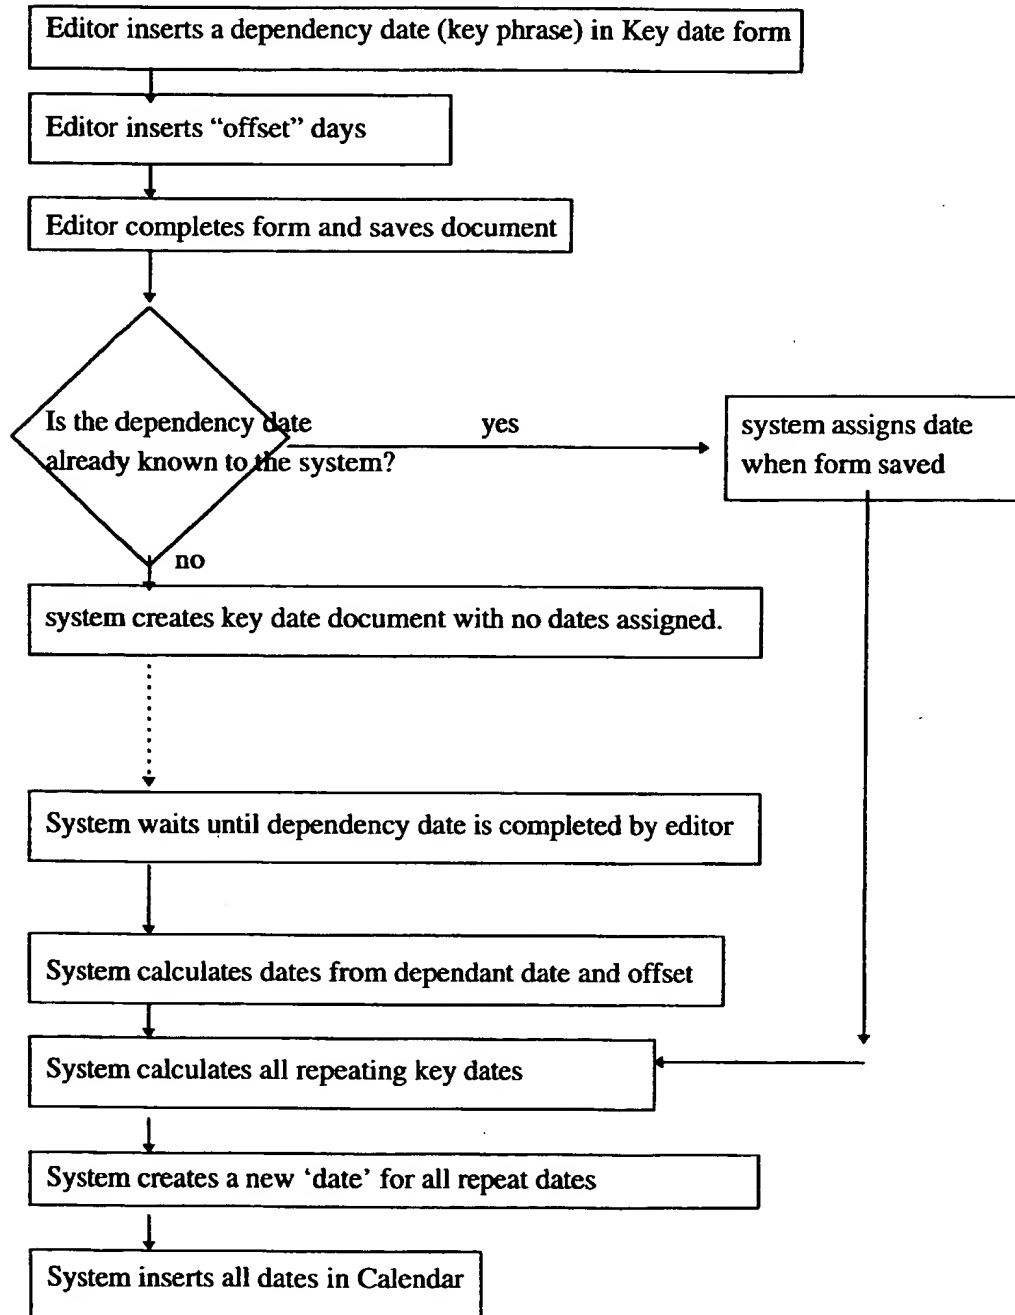 Editor inserts a dependency date (key phrase) in Key date form
Editor inserts “offset” days
Editor completes form and saves document
Is the dependency date
already known to the system?
yes
system assigns date
when form saved
no
system creates key date document with no dates assigned.
System waits until dependency date is completed by editor
System calculates dates from dependant date and offset
System calculates all repeating key dates
System creates a new ‘date’ for all repeat dates
System inserts all dates in Calendar